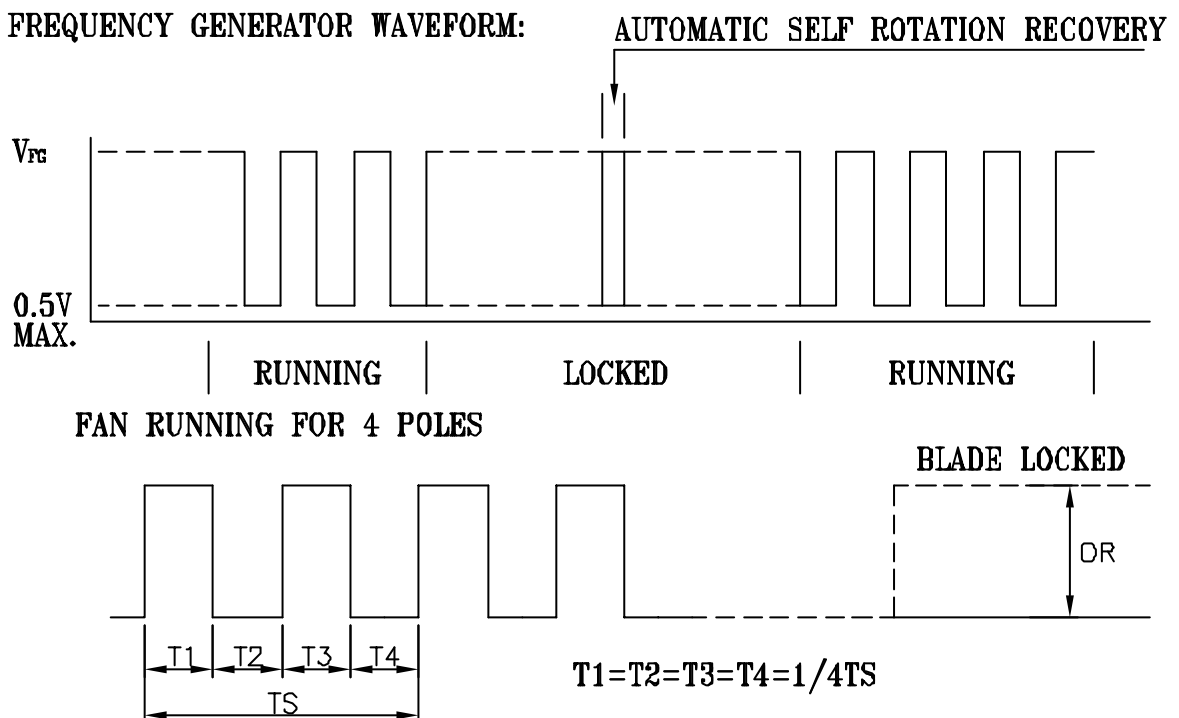 FREQUENCY GENERATOR WAVEFORM:
AUTOMATIC SELF ROTATION RECOVERY
VFG
0.5V
MAX.
RUNNING
LOCKED
RUNNING
FAN RUNNING FOR 4 POLES
BLADE LOCKED
OR
T1 T2 T3 T4
T1=T2=T3=T4=1/4TS
TS